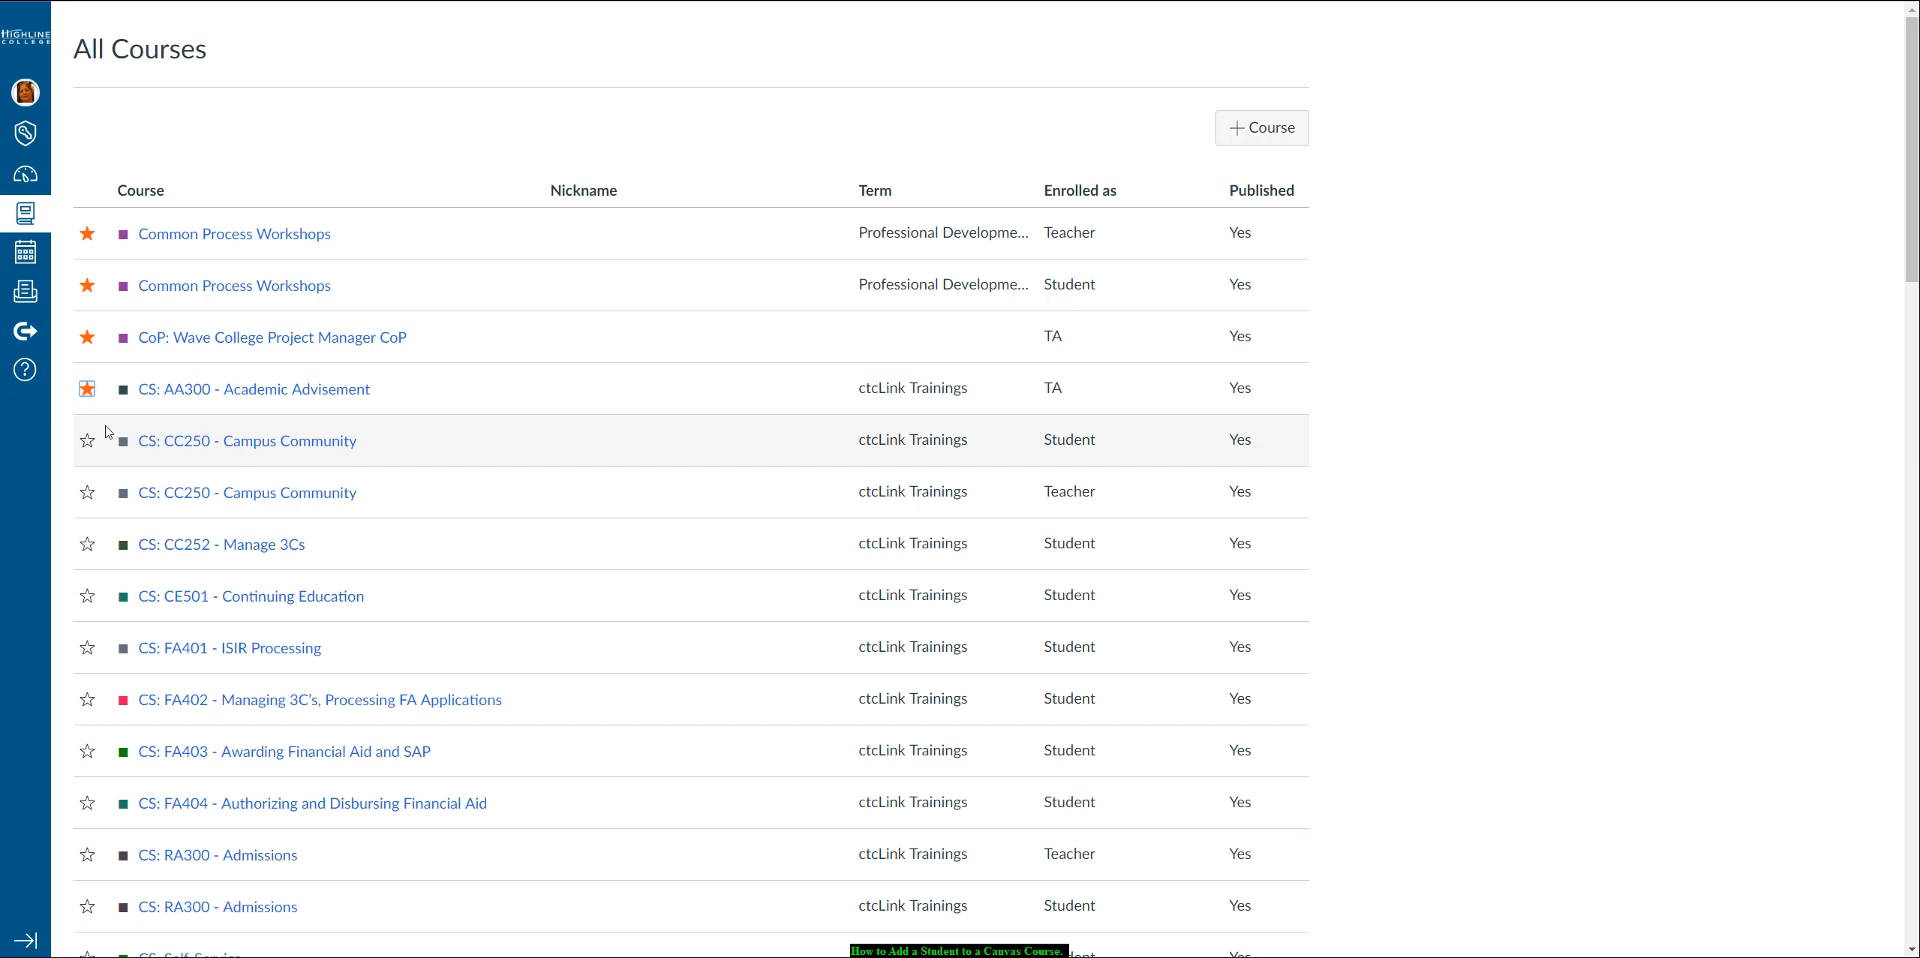 HIGHLINE
COLLEGE
All Courses
+ Course
Course Nickname Term Enrolled as Published
Common Process Workshops Professional Developme... Teacher Yes
Common Process Workshops Professional Developme... Student Yes
CoP: Wave College Project Manager CoP TA Yes
CS: AA300 - Academic Advisement ctcLink Trainings TA Yes
CS: CC250 - Campus Community ctcLink Trainings Student Yes
CS: CC250 - Campus Community ctcLink Trainings Teacher Yes
CS: CC252 - Manage 3Cs ctcLink Trainings Student Yes
CS: CE501 - Continuing Education ctcLink Trainings Student Yes
CS: FA401 - ISIR Processing ctcLink Trainings Student Yes
CS: FA402 - Managing 3C's, Processing FA Applications ctcLink Trainings Student Yes
CS: FA403 - Awarding Financial Aid and SAP ctcLink Trainings Student Yes
CS: FA404 - Authorizing and Disbursing Financial Aid ctcLink Trainings Student Yes
CS: RA300 - Admissions ctcLink Trainings Teacher Yes
CS: RA300 - Admissions ctcLink Trainings Student Yes
How to Add a Student to a Canvas Course.